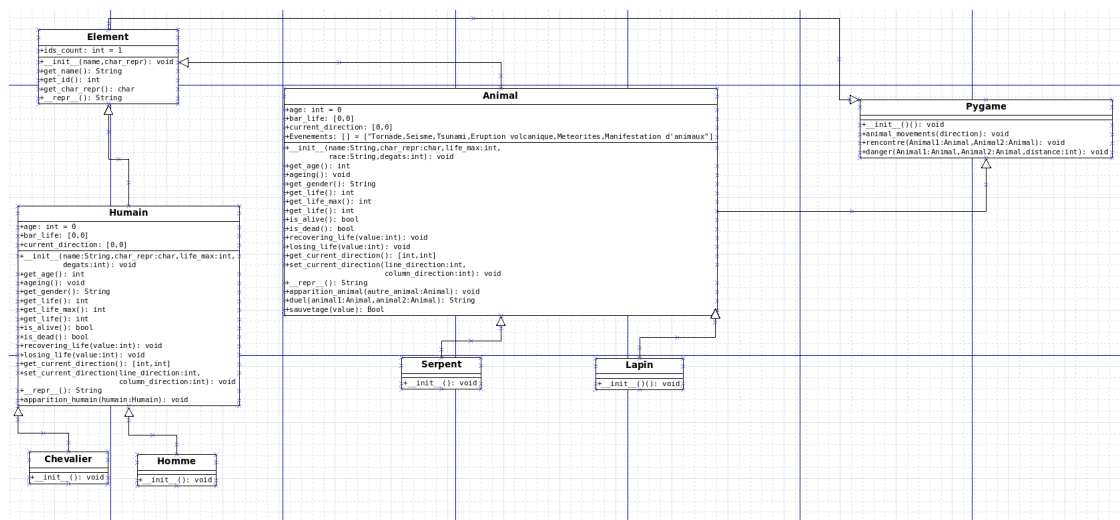 Element
+ids_count: int = 1
+__init__(name,char_repr): void
+get_name(): String
+get_id(): int
+get_char_repr(): char
+__repr__(): String
Animal
+age: int = 0
+bar_life: [0,0]
+current_direction: [0,0]
+Evenements: [] = ["Tornade,Seisme,Tsunami,Eruption volcanique,Meteorites,Manifestation d'animaux"]
+__init__(name:String,char_repr:char,life_max:int,
race:String,degats:int): void
+get_age(): int
+ageing(): void
+get_gender(): String
+get_life(): int
+get_life_max(): int
+get_life(): int
+is_alive(): bool
+is_dead(): bool
+recovering_life(value:int): void
+losing_life(value:int): void
+get_current_direction(): [int,int]
+set_current_direction(line_direction:int,
column_direction:int): void
+__repr__(): String
+apparition_animal(autre_animal:Animal): void
+duel(animal1:Animal,animal2:Animal): String
+sauvetage(value): Bool
Pygame
+__init__()(): void
+animal_movements(direction): void
+rencontre(Animal1:Animal,Animal2:Animal): void
+danger(Animal1:Animal,Animal2:Animal,distance:int): void
Humain
+age: int = 0
+bar_life: [0,0]
+current_direction: [0,0]
+__init__(name:String,char_repr:char,life_max:int,
degats:int): void
+get_age(): int
+ageing(): void
+get_gender(): String
+get_life(): int
+get_life_max(): int
+get_life(): int
+is_alive(): bool
+is_dead(): bool
+recovering_life(value:int): void
+losing_life(value:int): void
+get_current_direction(): [int,int]
+set_current_direction(line_direction:int,
column_direction:int): void
+__repr__(): String
+apparition_humain(humain:Humain): void
Serpent
+__init__(): void
Lapin
+__init__()(): void
Chevalier
+__init__(): void
Homme
+__init__(): void